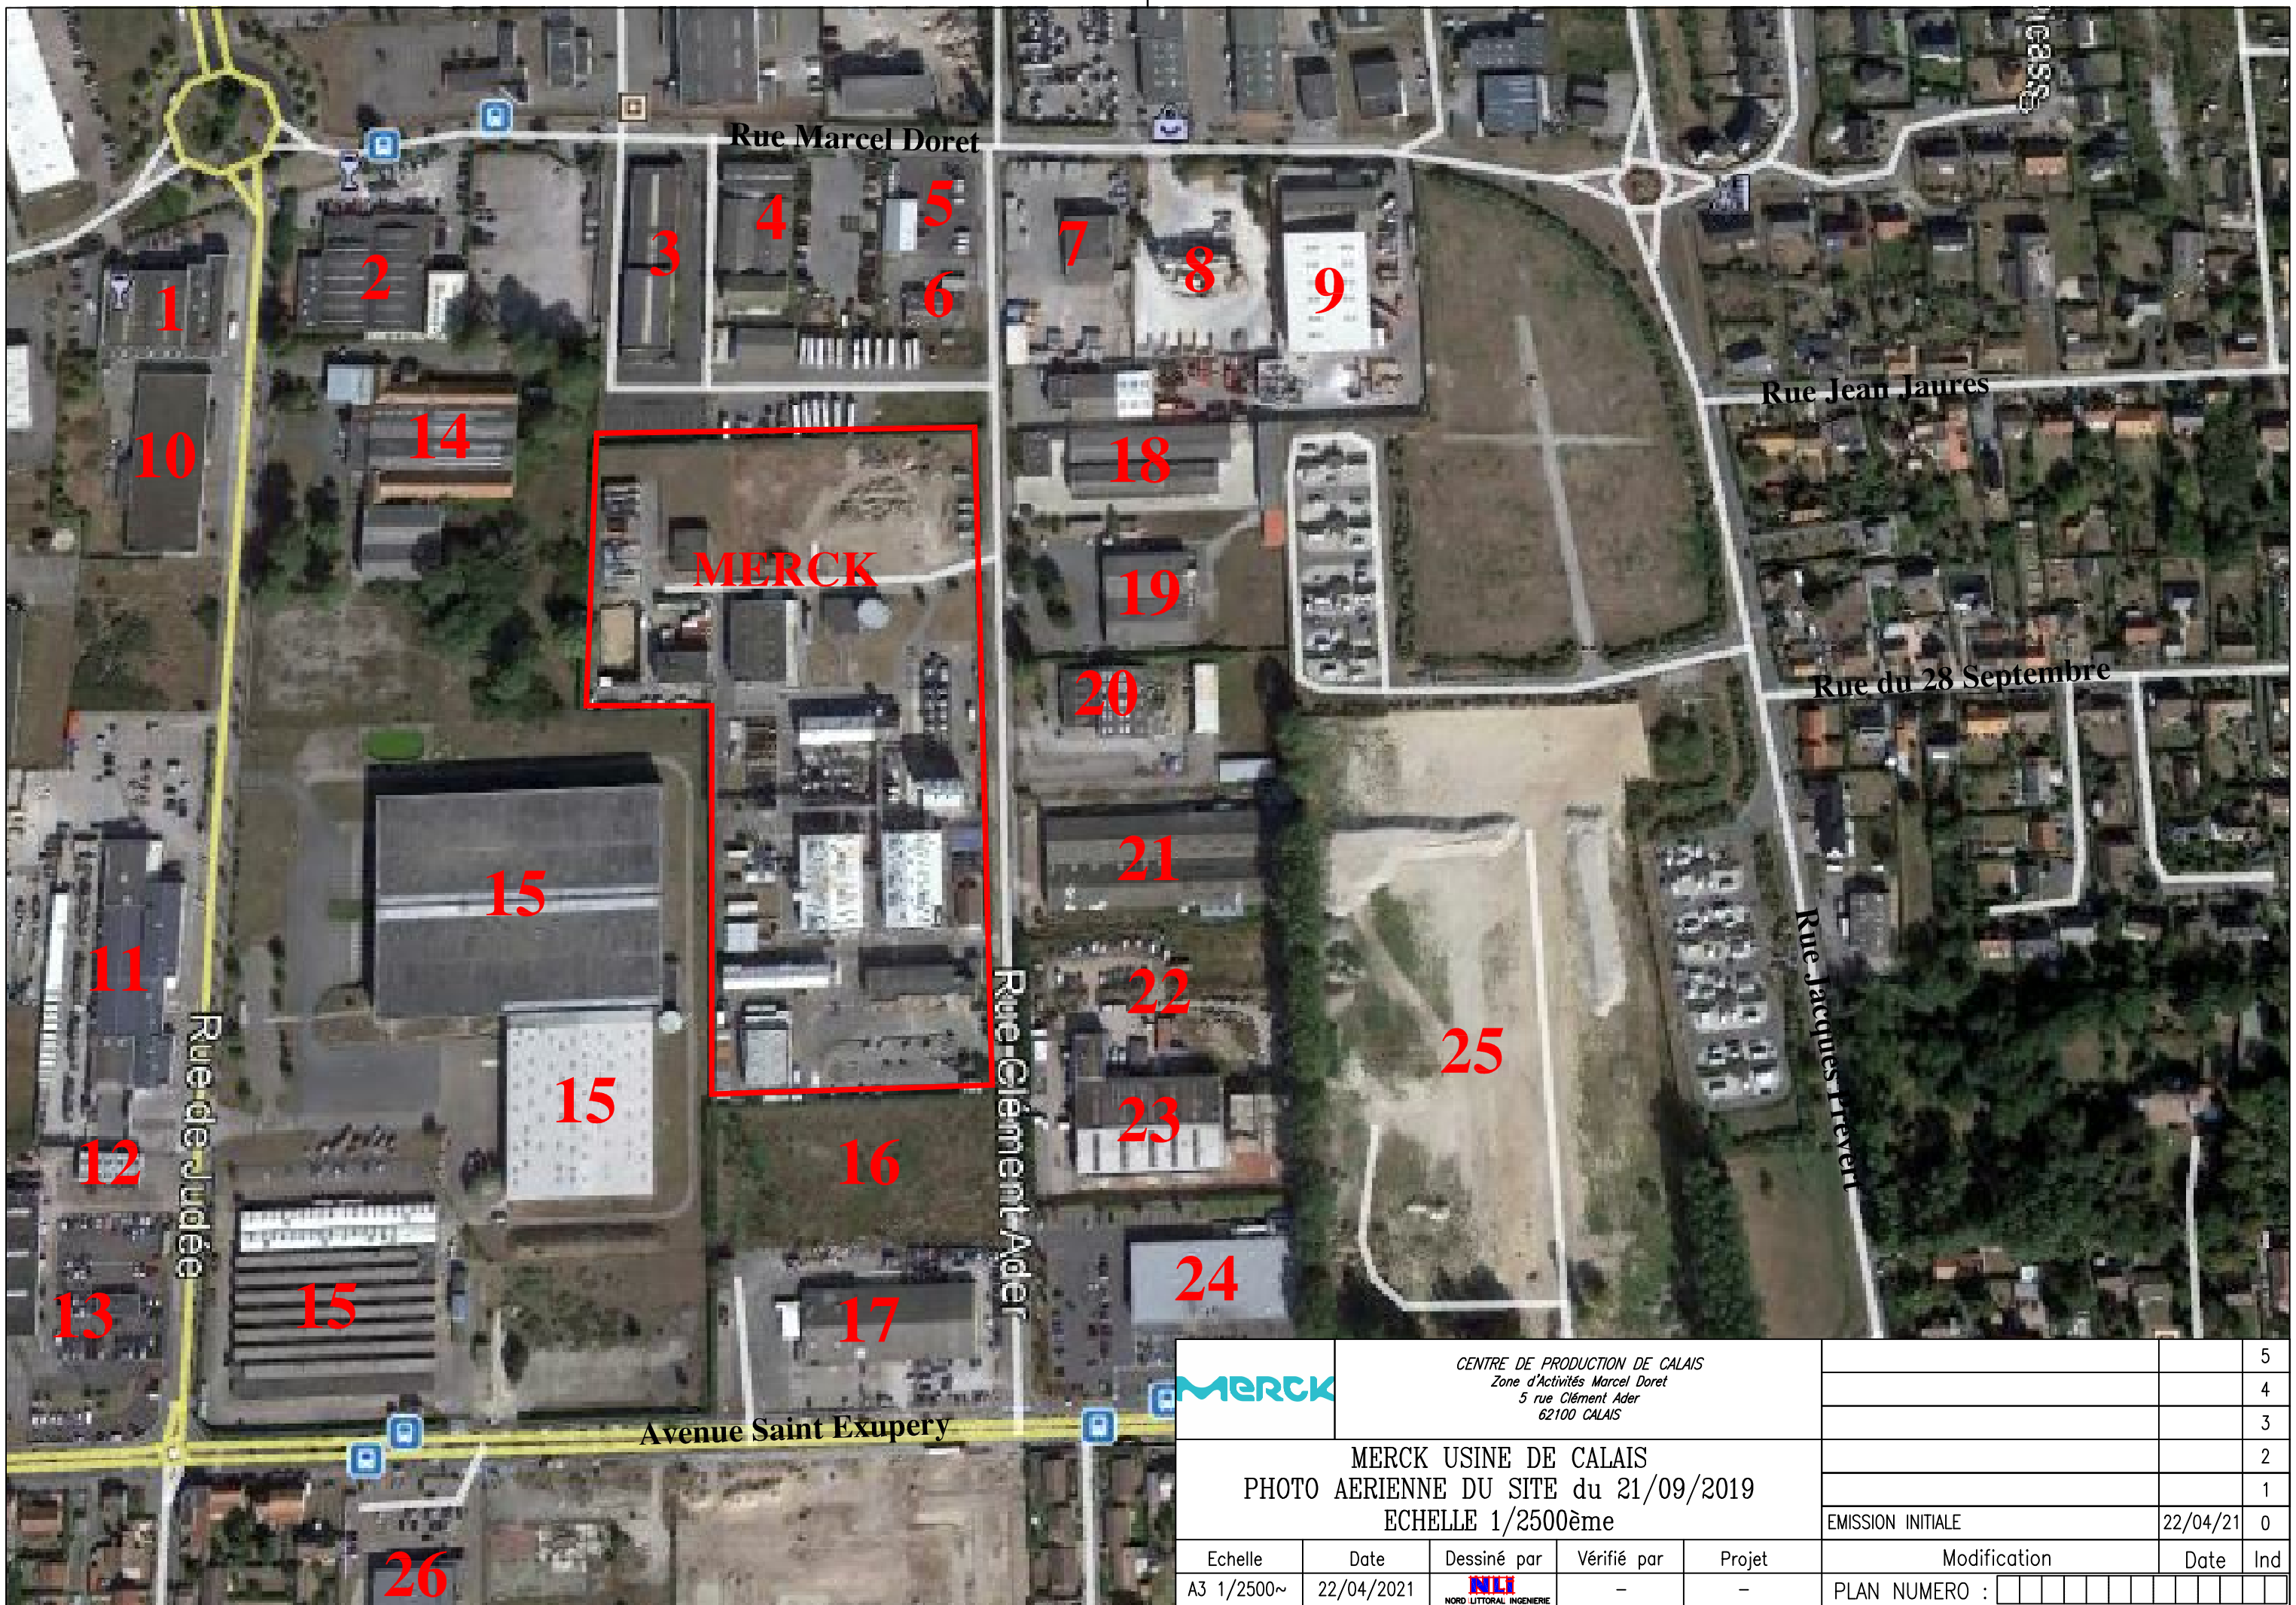 Rue Marcel Doret
5
4
3
7
8
6
2
9
1
Rue Jean Jaures
14
10
18
MERCK
19
Rue du 28 Septembre
20
21
15
11
22
Rue Jacques Prevert
25
Rue Clément Ader
Rue de Judée
15
23
12
16
24
13
15
17
Avenue Saint Exupery
26
MERCK
CENTRE DE PRODUCTION DE CALAIS
Zone d'Activités Marcel Doret
5 rue Clément Ader
62100 CALAIS
MERCK USINE DE CALAIS
PHOTO AERIENNE DU SITE du 21/09/2019
ECHELLE 1/2500ème
5
4
3
2
1
EMISSION INITIALE 22/04/21 0
Echelle Date Dessiné par Vérifié par Projet Modification Date Ind
A3 1/2500~ 22/04/2021 NLi - - PLAN NUMERO :
NORD LITTORAL INGENIERIE